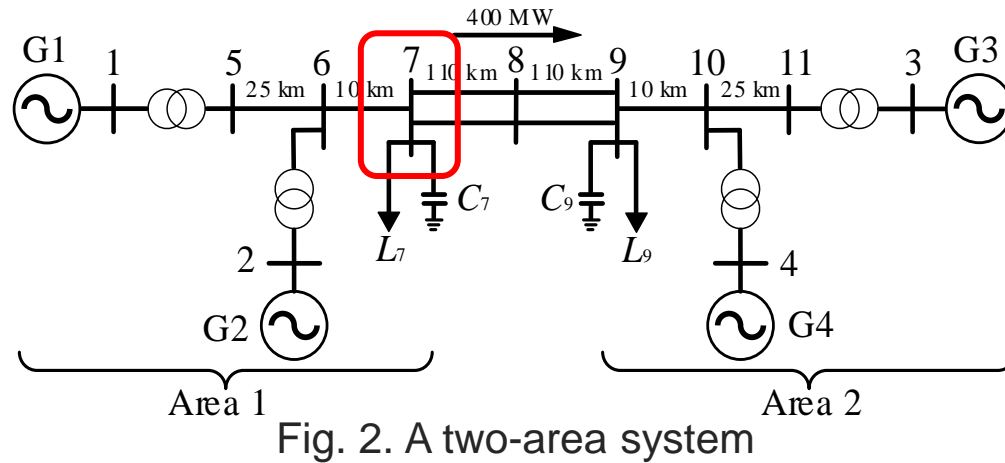 400 MW
G1 1 5 25 km 6 10 km 7 110 km 8 110 km 9 10 km 10 25 km 11 3 G3
C7 C9
L7 L9
2 4
G2 G4
Area 1 Area 2
Fig. 2. A two-area system